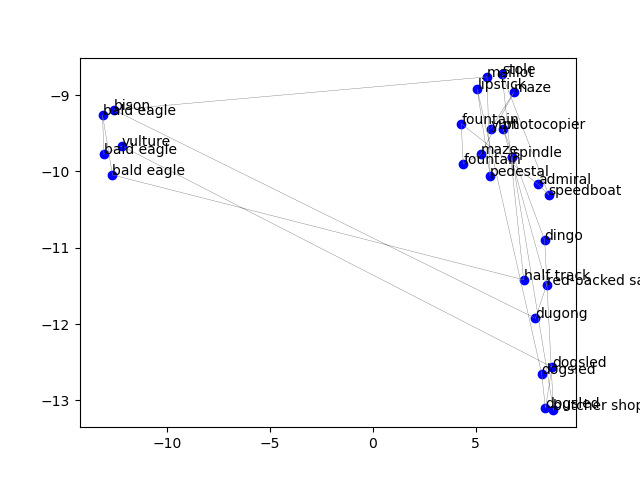 stole
maillot
lipstick
maze
bison
bald eagle
fountain
photocopier
vulture
bald eagle
maze
spindle
fountain
bald eagle
pedestal
admiral
speedboat
dingo
half track
red-backed sa
dugong
dogsled
dogsled
dogsled
butcher shop
−9
−10
−11
−12
−13
−10
−5
0
5